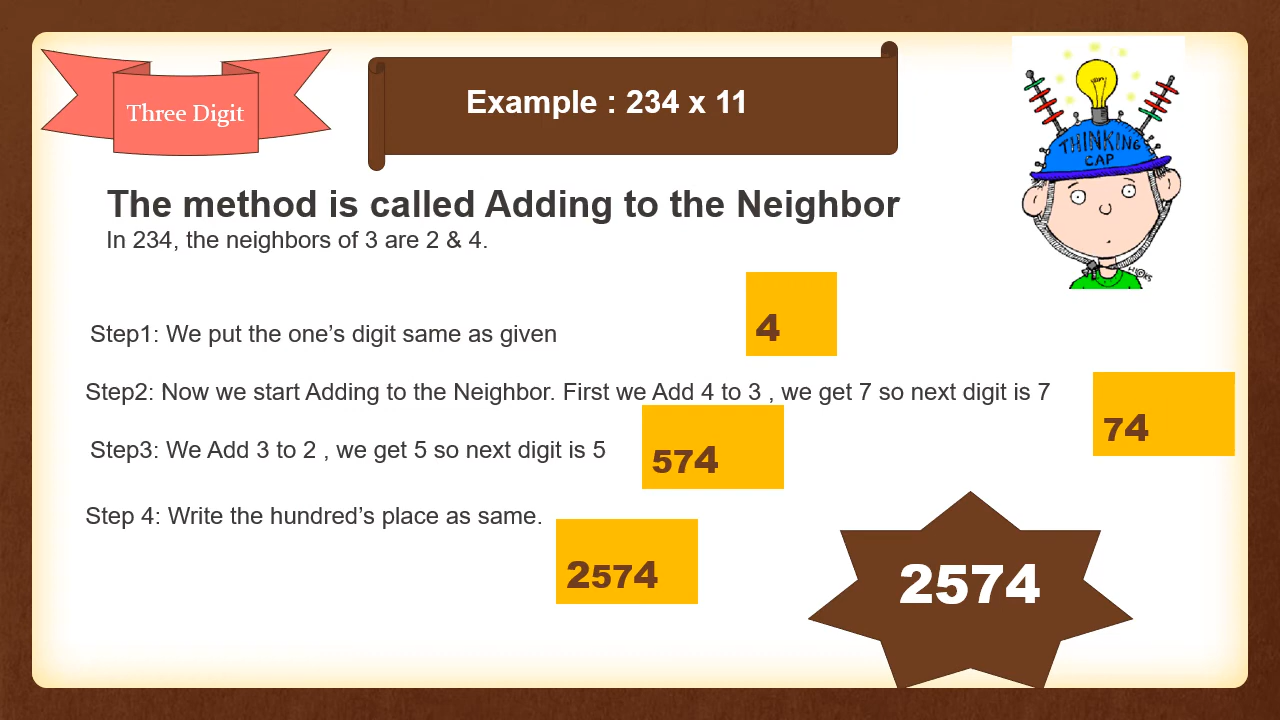 Three Digit
Example : 234 x 11
THINKING
CAP
The method is called Adding to the Neighbor
In 234, the neighbors of 3 are 2 & 4.
4
Step1: We put the one’s digit same as given
Step2: Now we start Adding to the Neighbor. First we Add 4 to 3 , we get 7 so next digit is 7
74
Step3: We Add 3 to 2 , we get 5 so next digit is 5
574
Step 4: Write the hundred’s place as same.
2574
2574